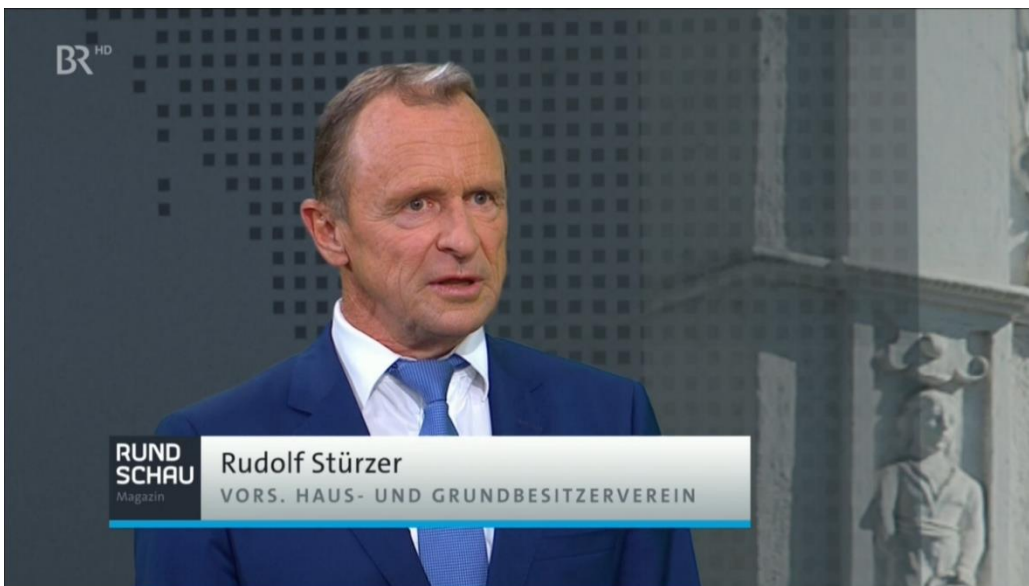 BR HD
RUND
SCHAU
Magazin
Rudolf Stürzer
VORS. HAUS- UND GRUNDBESITZERVEREIN